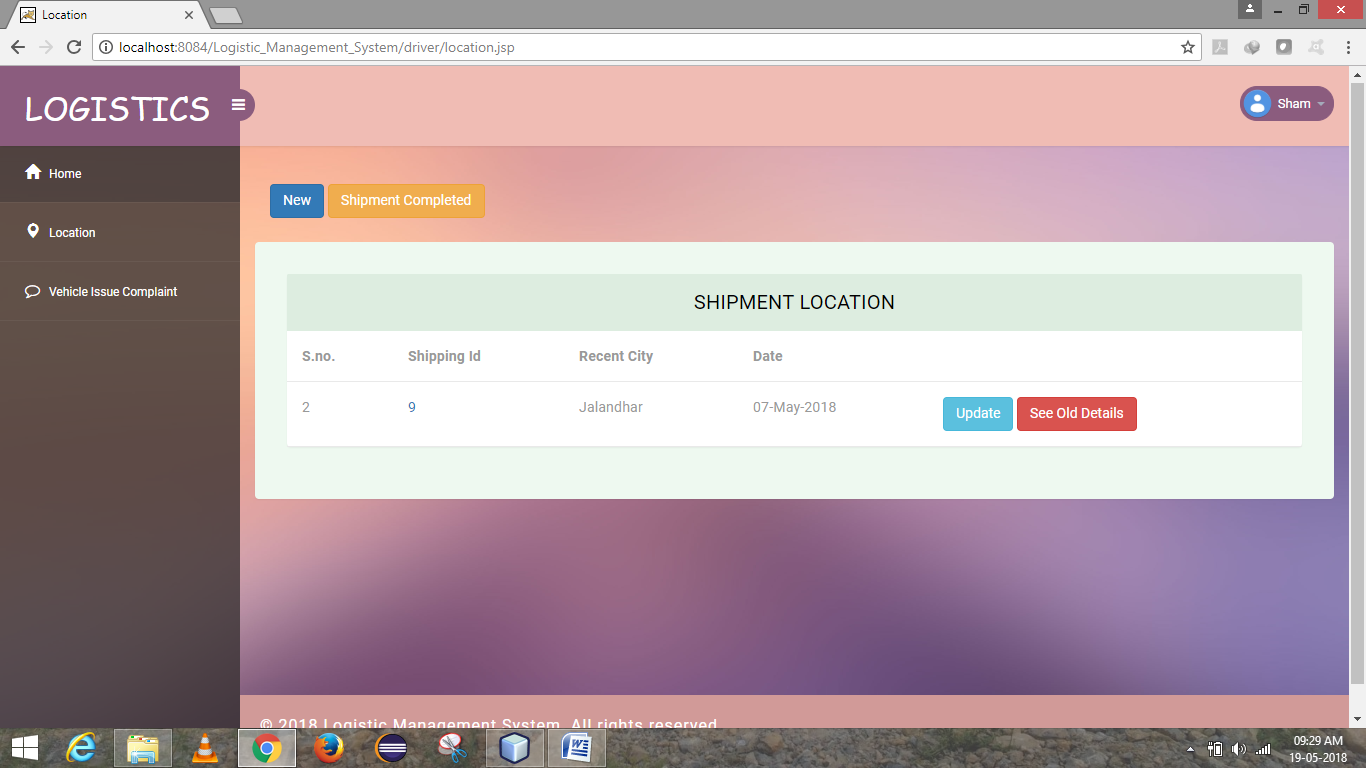 Location
localhost:8084/Logistic_Management_System/driver/location.jsp
LOGISTICS
Sham
Home
Location
Vehicle Issue Complaint
New
Shipment Completed
SHIPMENT LOCATION
S.no. Shipping Id Recent City Date
2 9 Jalandhar 07-May-2018 Update See Old Details
© 2018 Logistic Management System. All rights reserved
09:29 AM
19-05-2018